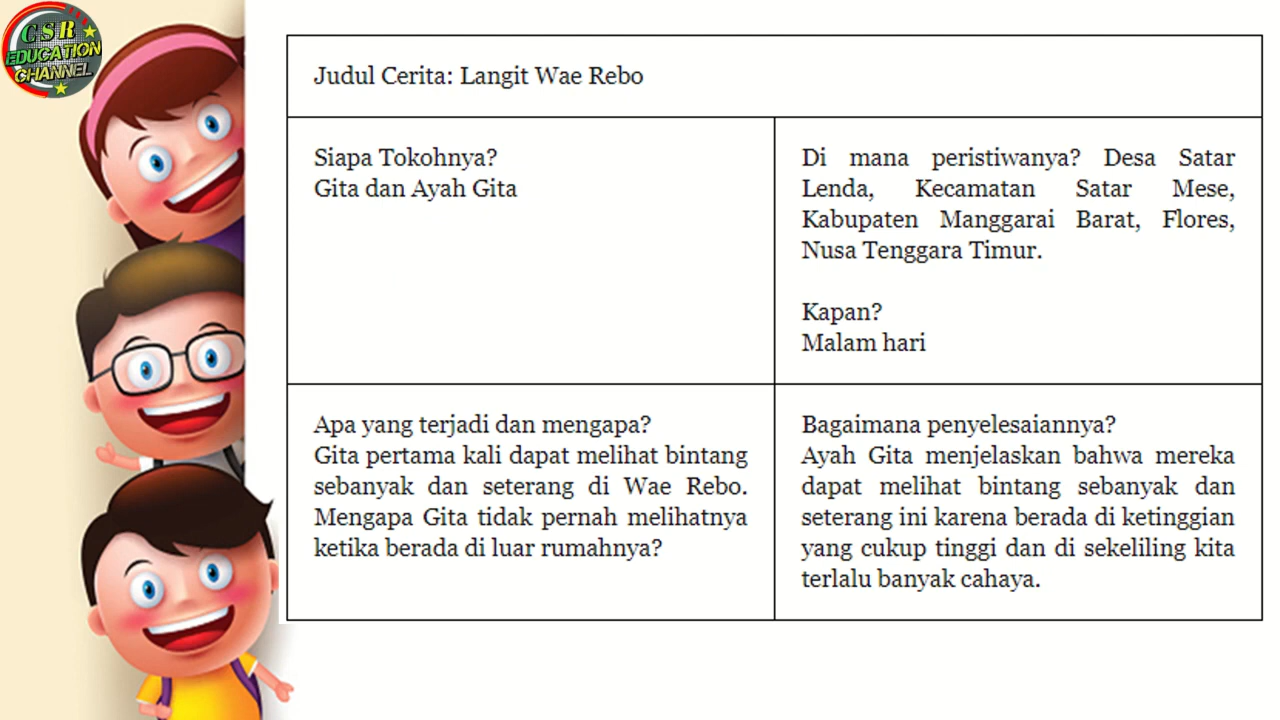 CSR
EDUCATION
CHANNEL
Judul Cerita: Langit Wae Rebo
Siapa Tokohnya?
Gita dan Ayah Gita
Di mana peristiwanya? Desa Satar
Lenda, Kecamatan Satar Mese,
Kabupaten Manggarai Barat, Flores,
Nusa Tenggara Timur.
Kapan?
Malam hari
Apa yang terjadi dan mengapa?
Gita pertama kali dapat melihat bintang
sebanyak dan seterang di Wae Rebo.
Mengapa Gita tidak pernah melihatnya
ketika berada di luar rumahnya?
Bagaimana penyelesaiannya?
Ayah Gita menjelaskan bahwa mereka
dapat melihat bintang sebanyak dan
seterang ini karena berada di ketinggian
yang cukup tinggi dan di sekeliling kita
terlalu banyak cahaya.